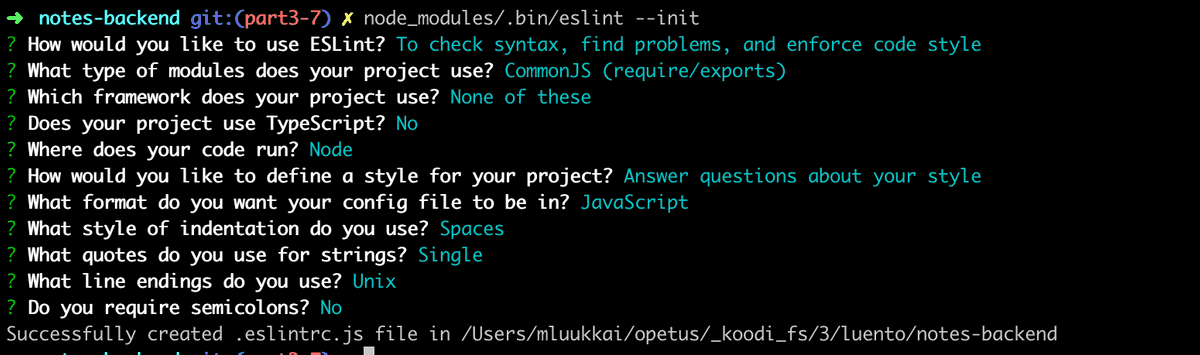 ➜ notes-backend git:(part3-7) ✗ node_modules/.bin/eslint --init
? How would you like to use ESLint? To check syntax, find problems, and enforce code style
? What type of modules does your project use? CommonJS (require/exports)
? Which framework does your project use? None of these
? Does your project use TypeScript? No
? Where does your code run? Node
? How would you like to define a style for your project? Answer questions about your style
? What format do you want your config file to be in? JavaScript
? What style of indentation do you use? Spaces
? What quotes do you use for strings? Single
? What line endings do you use? Unix
? Do you require semicolons? No
Successfully created .eslintrc.js file in /Users/mluukkai/opetus/_koodi_fs/3/luento/notes-backend
notes-backend git:(part3-7)